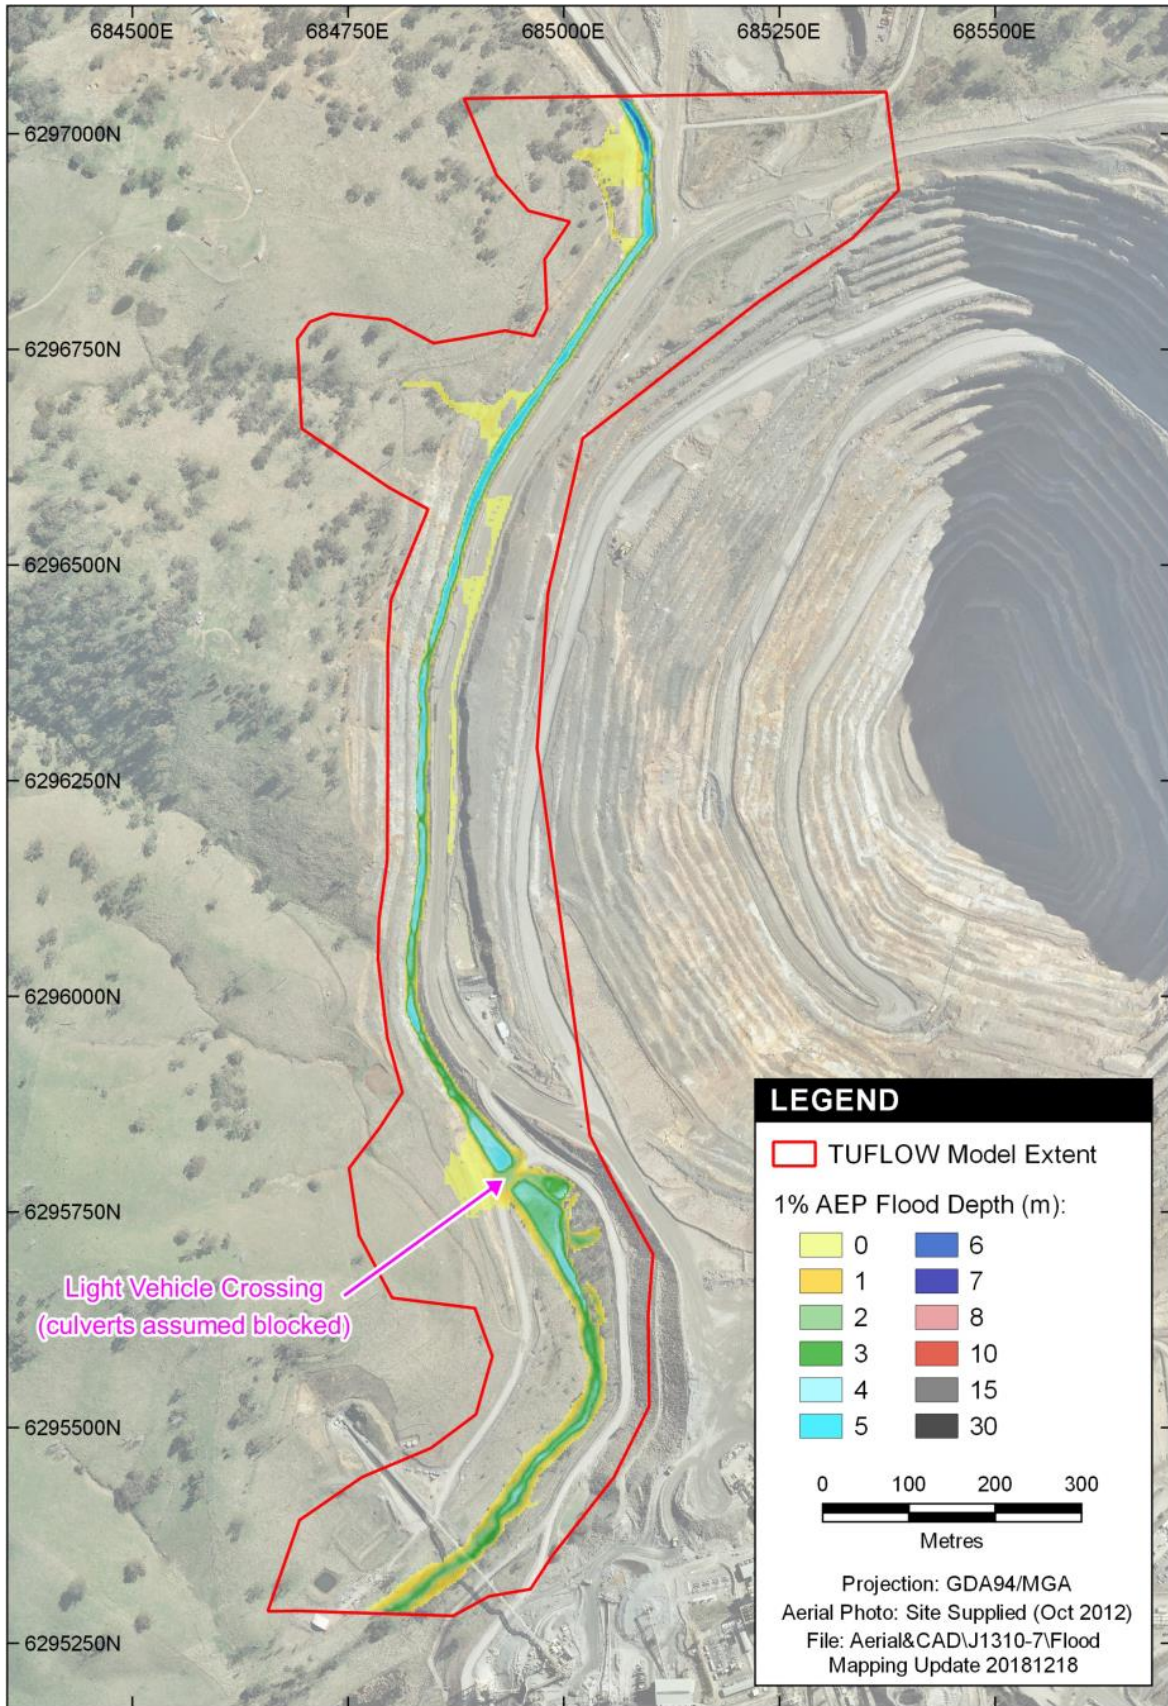 684500E 684750E 685000E 685250E 685500E
6297000N
6296750N
6296500N
6296250N
6296000N
6295750N
6295500N
6295250N
Light Vehicle Crossing
(culverts assumed blocked)
LEGEND
TUFLOW Model Extent
1% AEP Flood Depth (m):
0 6
1 7
2 8
3 10
4 15
5 30
0 100 200 300
Metres
Projection: GDA94/MGA
Aerial Photo: Site Supplied (Oct 2012)
File: Aerial&CAD\J1310-7\Flood
Mapping Update 20181218